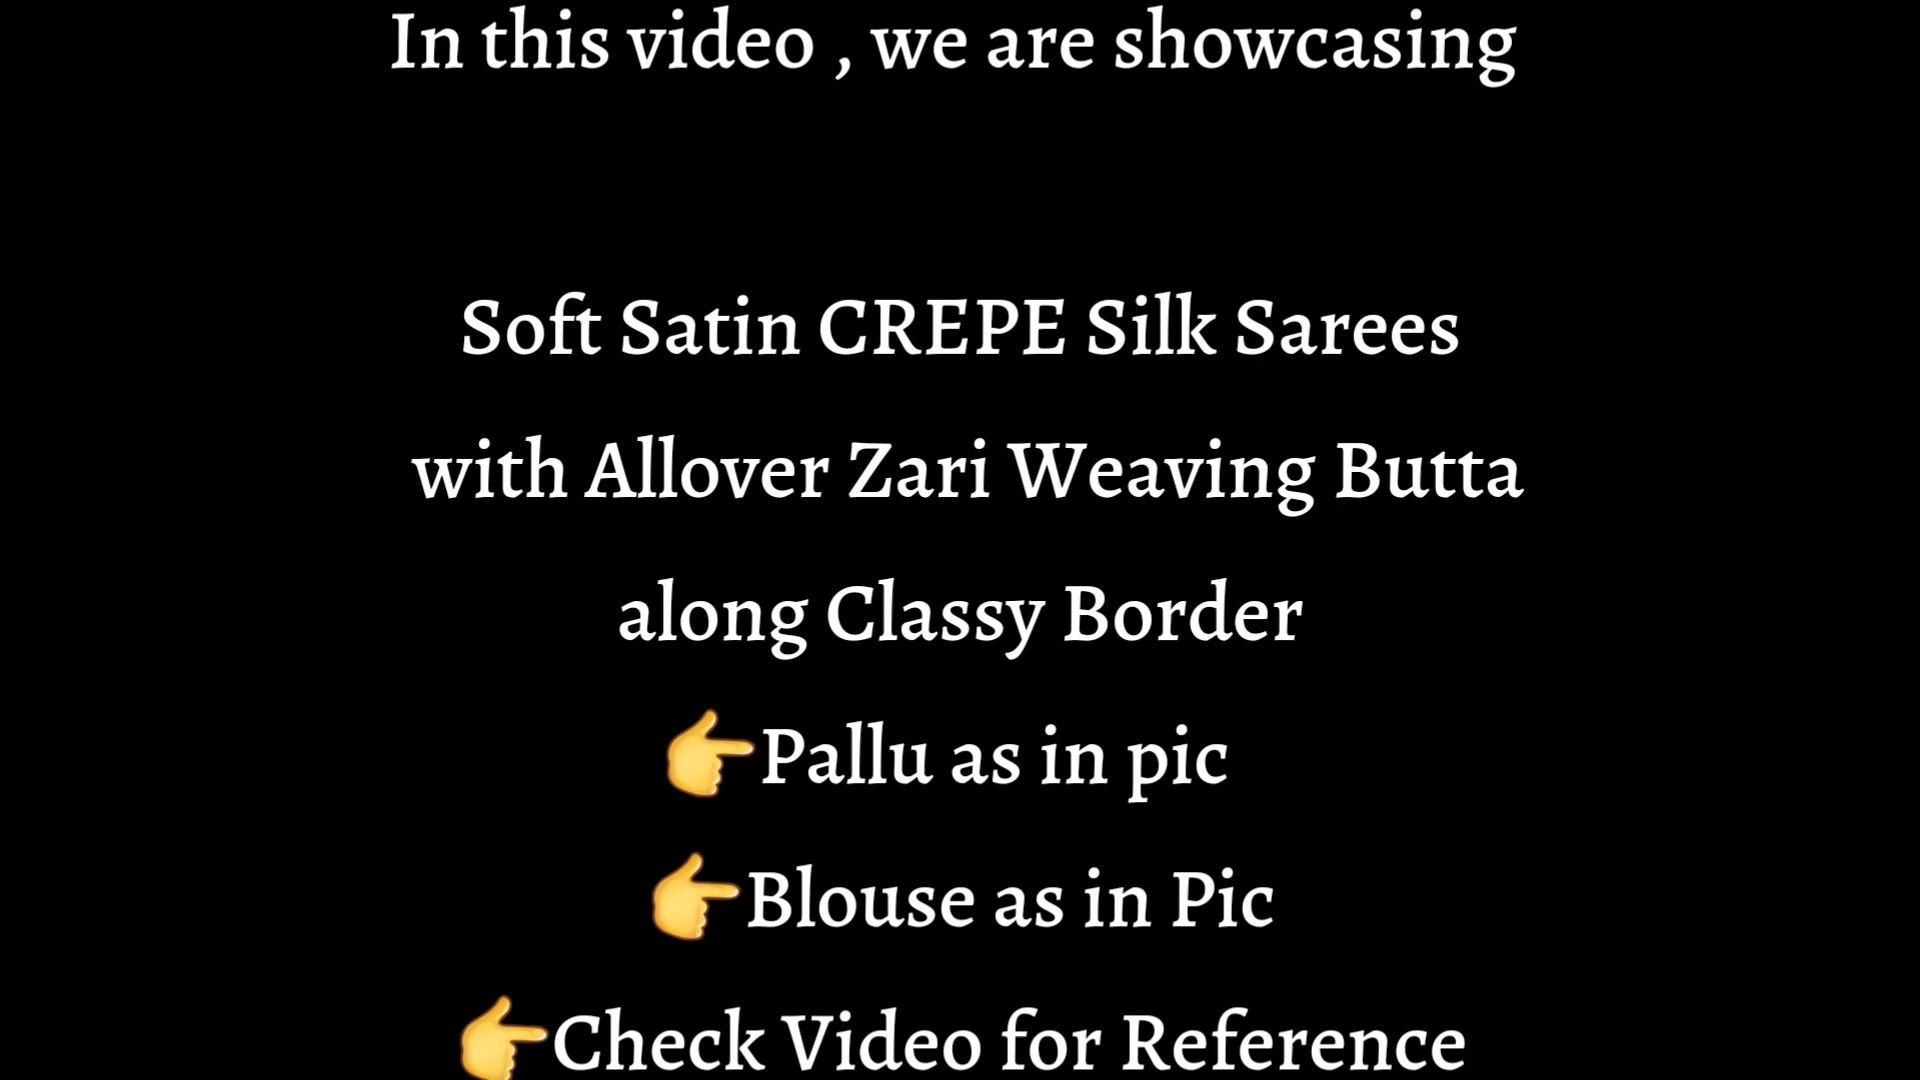 In this video , we are showcasing
Soft Satin CREPE Silk Sarees
with Allover Zari Weaving Butta
along Classy Border
👉Pallu as in pic
👉Blouse as in Pic
👉Check Video for Reference